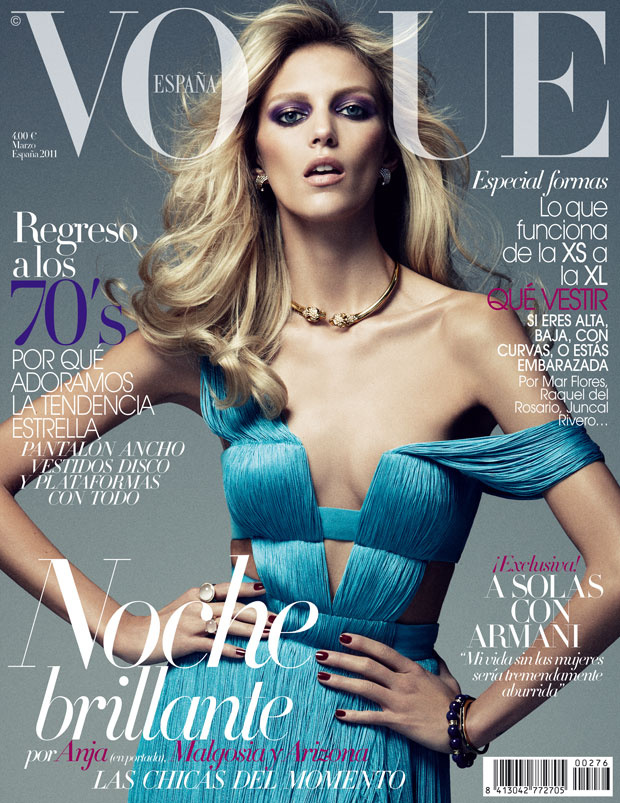 ©
VOGUE
ESPAÑA
4,00 €
Marzo
España 2011
Regreso
a los
70's
POR QUÉ
ADORAMOS
LA TENDENCIA
ESTRELLA
PANTALÓN ANCHO
VESTIDOS DISCO
Y PLATAFORMAS
CON TODO
Especial formas
Lo que
funciona
de la XS a
la XL
QUÉ VESTIR
SI ERES ALTA,
BAJA, CON
CURVAS, O ESTÁS
EMBARAZADA
Por Mar Flores,
Raquel del
Rosario, Juncal
Rivero...
¡Exclusiva!
A SOLAS
CON
ARMANI
“Mi vida sin las mujeres
sería tremendamente
aburrida”
Noche
brillante
por Anja (en portada), Malgosia y Arizona
LAS CHICAS DEL MOMENTO
00276
8 413042 772705